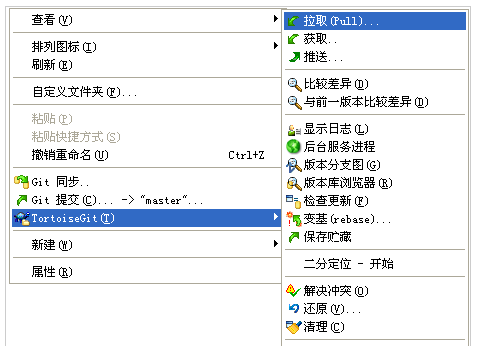 查看(V)
排列图标(I)
刷新(E)
自定义文件夹(F)...
粘贴(P)
粘贴快捷方式(S)
撤销重命名(U) Ctrl+Z
Git 同步..
Git 提交(C)... -> "master"...
TortoiseGit(T)
新建(W)
属性(R)
拉取(Pull)...
获取..
推送...
比较差异(D)
与前一版本比较差异(D)
显示日志(L)
后台服务进程
版本分支图(G)
版本库浏览器(R)
检查更新(F)
变基(rebase)...
保存贮藏
二分定位 - 开始
解决冲突(O)
还原(V)...
清理(C)